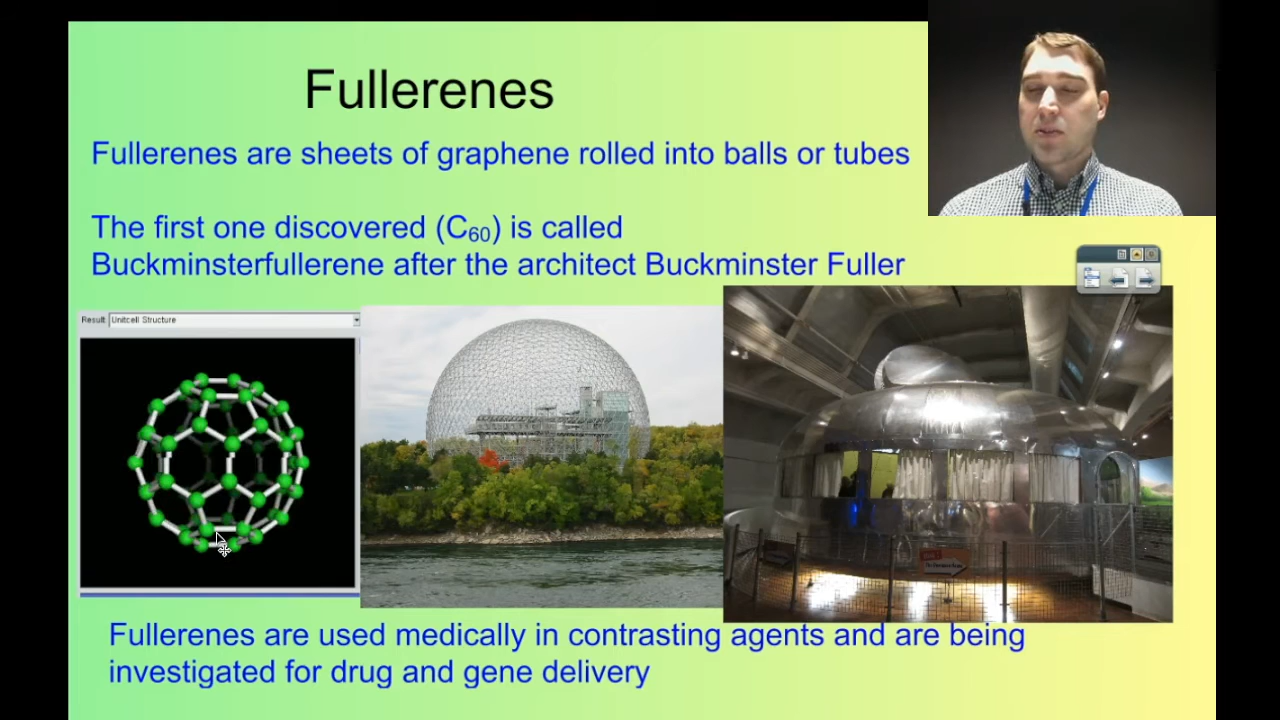 Fullerenes
Fullerenes are sheets of graphene rolled into balls or tubes
The first one discovered (C₆₀) is called
Buckminsterfullerene after the architect Buckminster Fuller
Result: Unitcell Structure
Fullerenes are used medically in contrasting agents and are being
investigated for drug and gene delivery